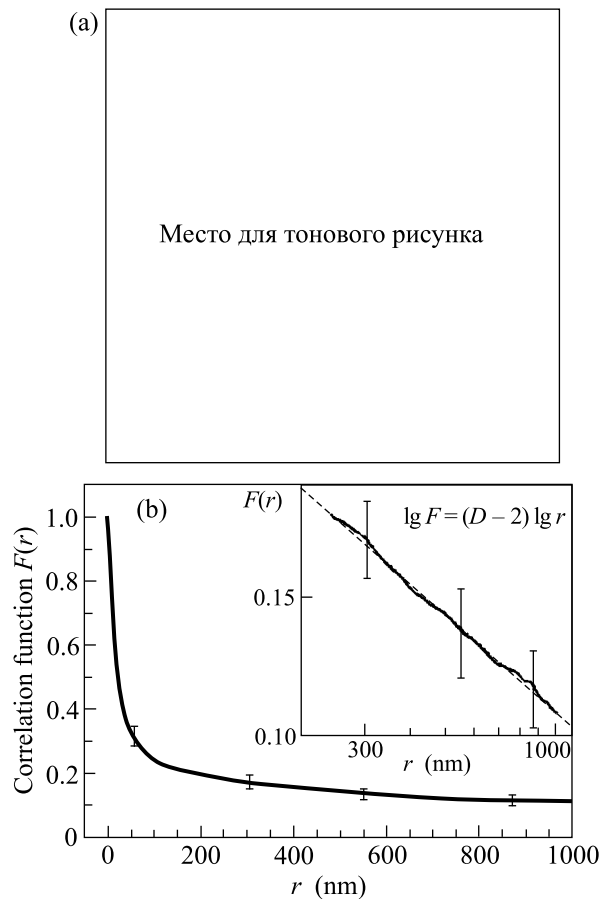 (a)
Место для тонового рисунка
(b)
Correlation function F(r)
1.0
0.8
0.6
0.4
0.2
0
0 200 400 600 800 1000
r (nm)
F(r)
lg F = (D – 2) lg r
0.15
0.10
300 1000
r (nm)